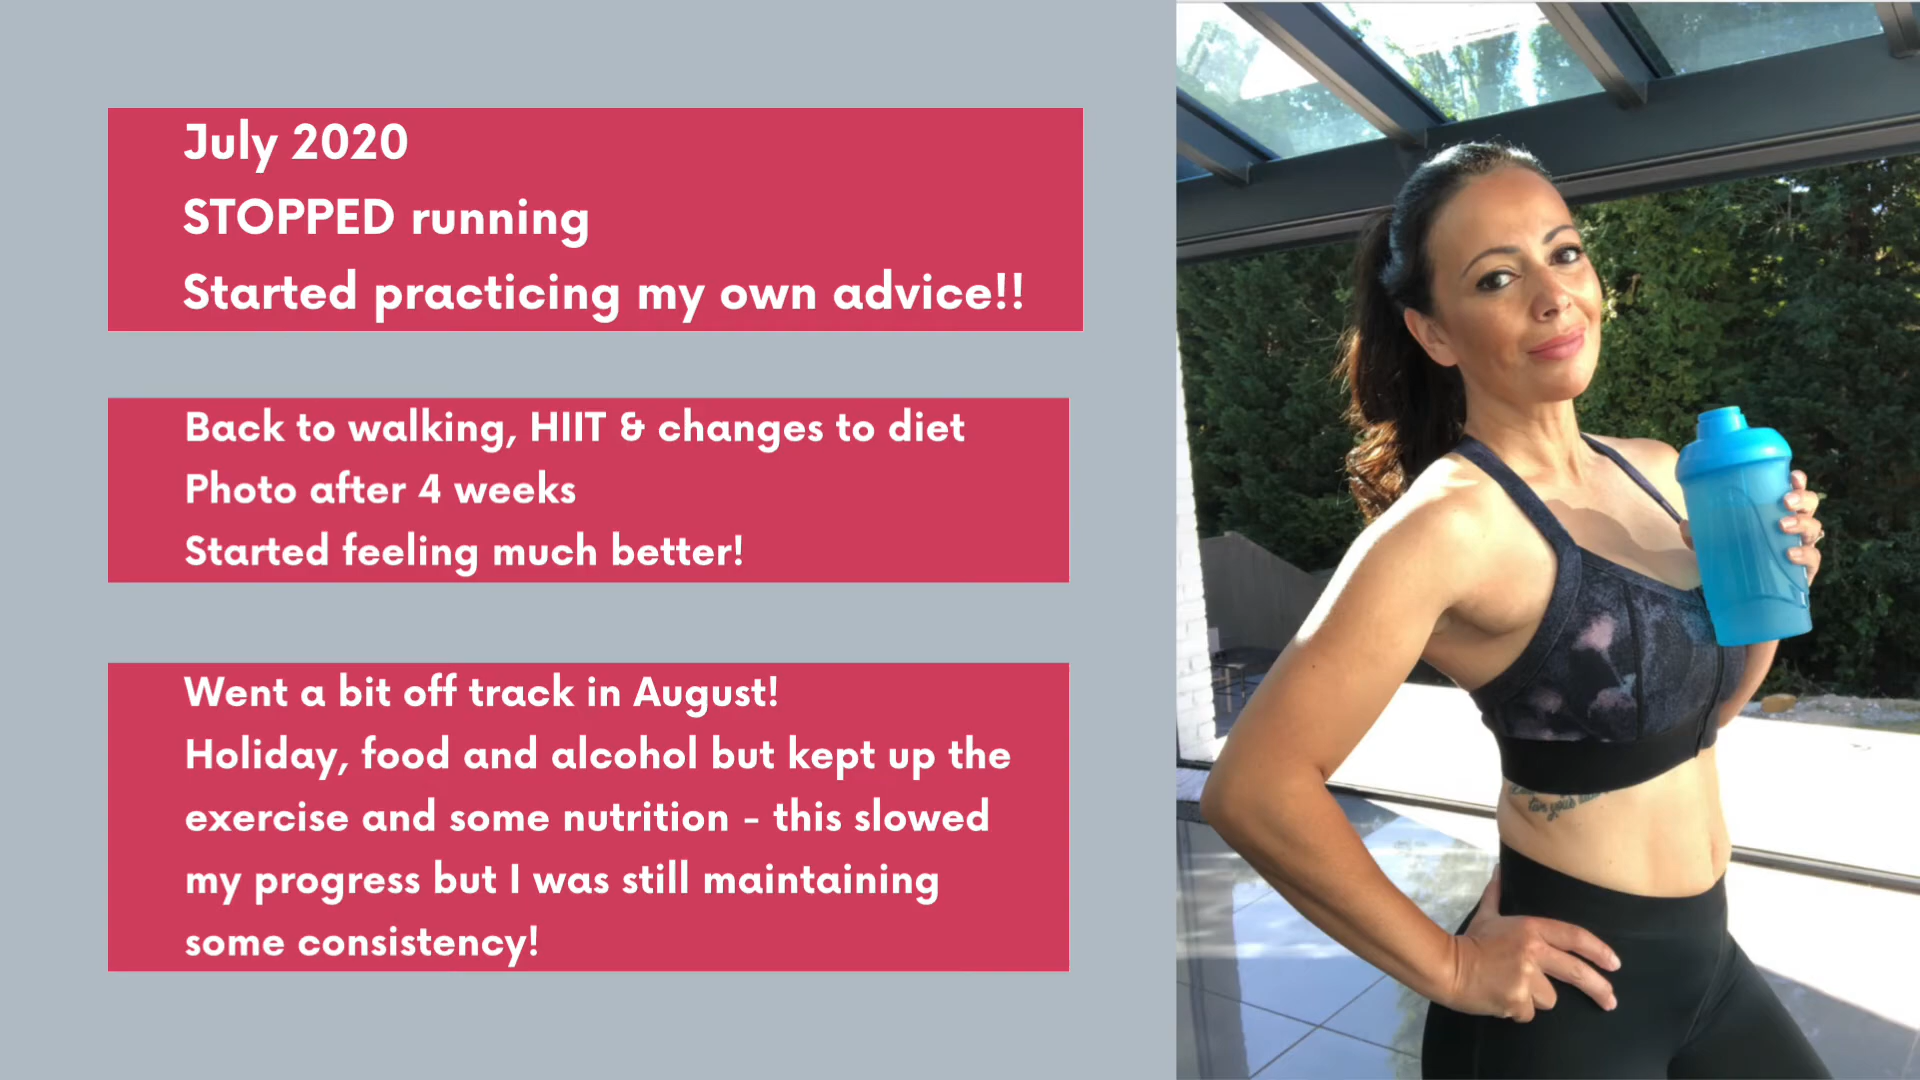 July 2020
STOPPED running
Started practicing my own advice!!
Back to walking, HIIT & changes to diet
Photo after 4 weeks
Started feeling much better!
Went a bit off track in August!
Holiday, food and alcohol but kept up the
exercise and some nutrition - this slowed
my progress but I was still maintaining
some consistency!